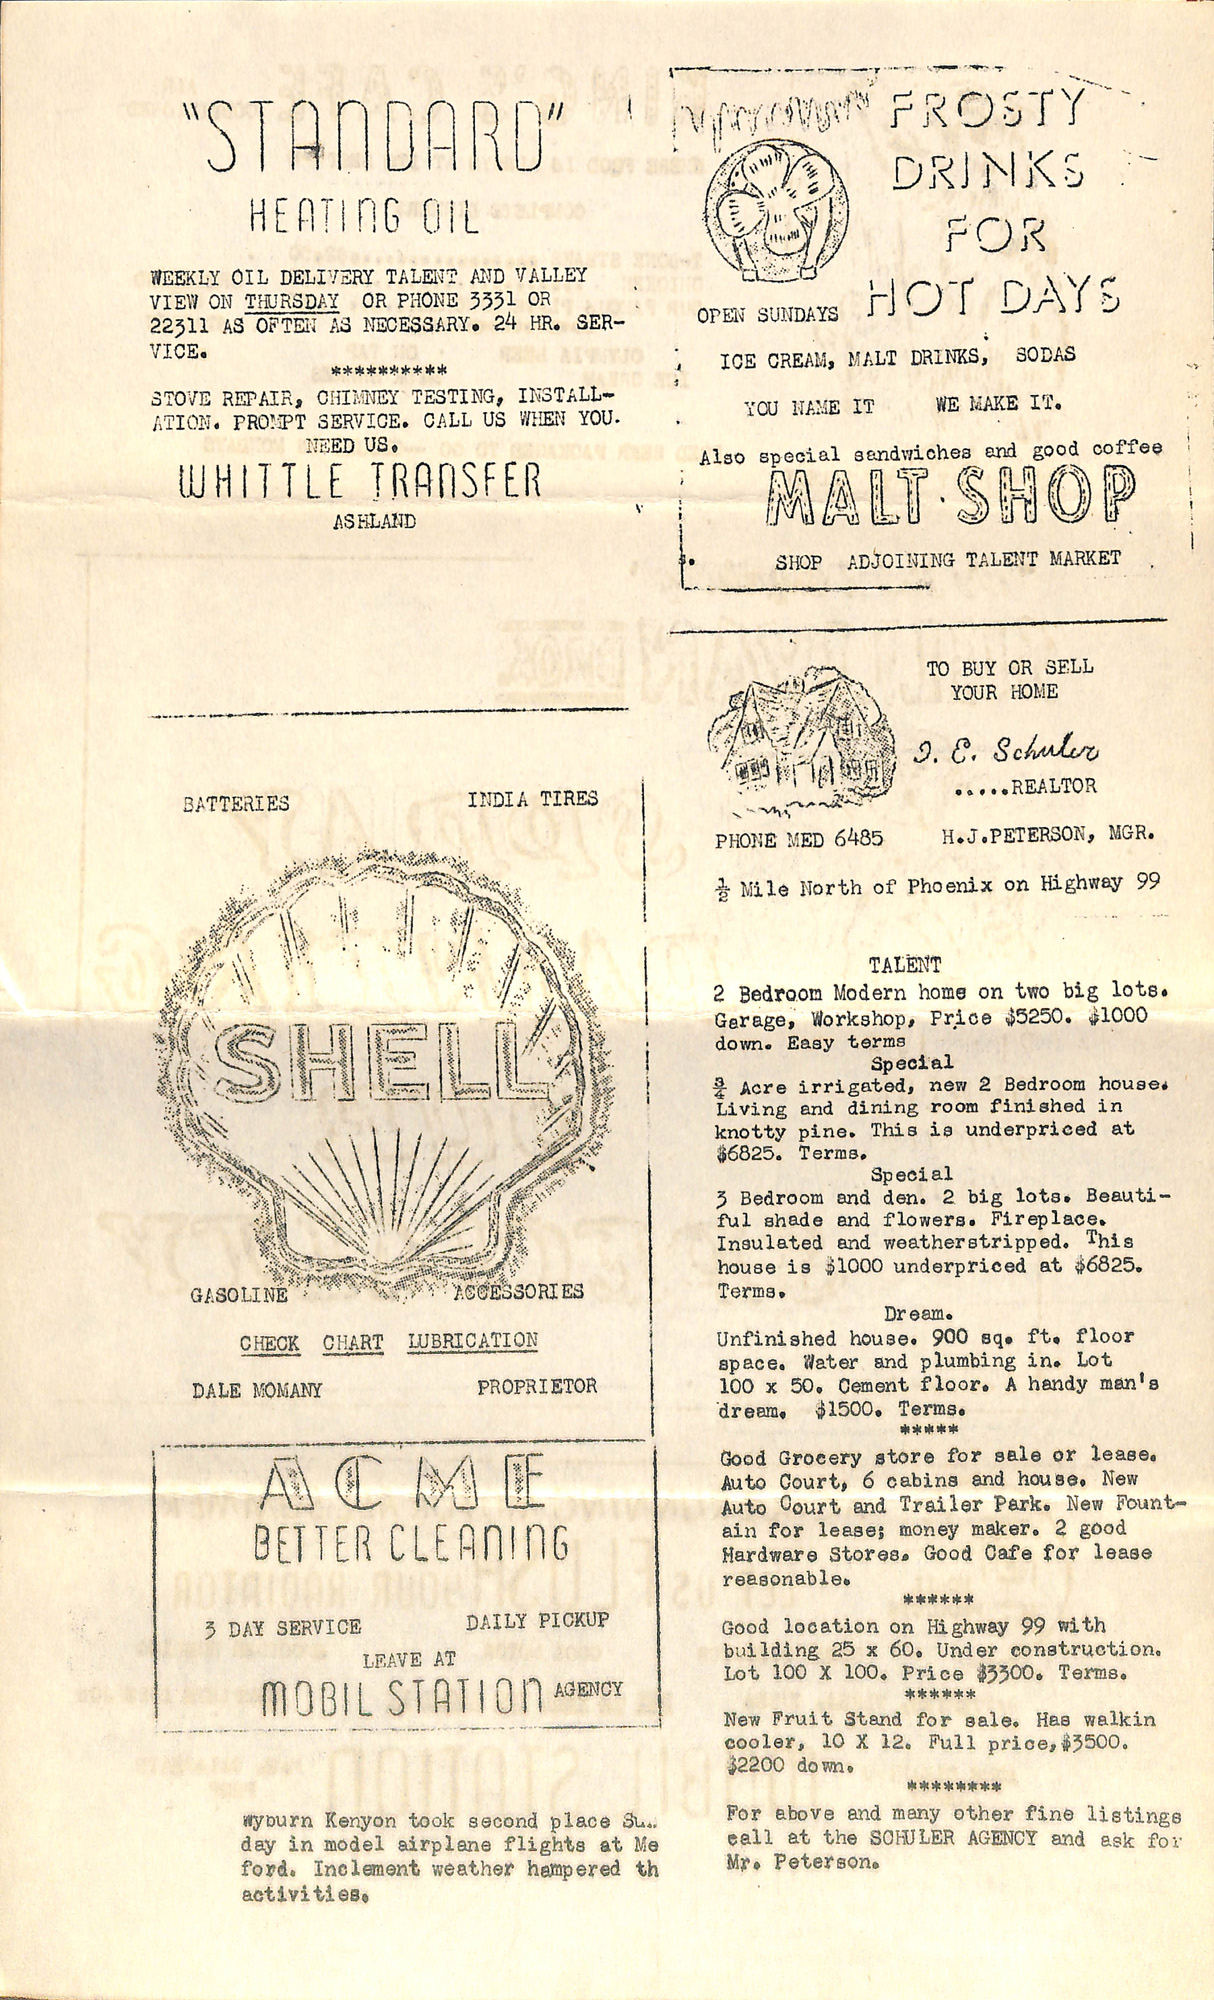 "STANDARD"
HEATING OIL
WEEKLY OIL DELIVERY TALENT AND VALLEY
VIEW ON THURSDAY OR PHONE 3331 OR
22311 AS OFTEN AS NECESSARY. 24 HR. SER-
VICE.
**********
STOVE REPAIR, CHIMNEY TESTING, INSTALL-
ATION. PROMPT SERVICE. CALL US WHEN YOU.
NEED US.
WHITTLE TRANSFER
ASHLAND
BATTERIES INDIA TIRES
SHELL
GASOLINE ACCESSORIES
CHECK CHART LUBRICATION
DALE MOMANY PROPRIETOR
ACME
BETTER CLEANING
3 DAY SERVICE DAILY PICKUP
LEAVE AT
MOBIL STATION AGENCY
Wyburn Kenyon took second place
day in model airplane flights at Me
ford. Inclement weather hampered th
activities.
FROSTY
DRINKS
FOR
HOT DAYS
OPEN SUNDAYS
ICE CREAM, MALT DRINKS, SODAS
YOU NAME IT WE MAKE IT.
Also special sandwiches and good coffee
MALT SHOP
SHOP ADJOINING TALENT MARKET
TO BUY OR SELL
YOUR HOME
I. E. Schuler
.....REALTOR
PHONE MED 6485 H.J.PETERSON, MGR.
½ Mile North of Phoenix on Highway 99
TALENT
2 Bedroom Modern home on two big lots.
Garage, Workshop, Price $5250. $1000
down. Easy terms
Special
¾ Acre irrigated, new 2 Bedroom house.
Living and dining room finished in
knotty pine. This is underpriced at
$6825. Terms.
Special
3 Bedroom and den. 2 big lots. Beauti-
ful shade and flowers. Fireplace.
Insulated and weatherstripped. This
house is $1000 underpriced at $6825.
Terms.
Dream.
Unfinished house. 900 sq. ft. floor
space. Water and plumbing in. Lot
100 x 50. Cement floor. A handy man's
dream. $1500. Terms.
*****
Good Grocery store for sale or lease.
Auto Court, 6 cabins and house. New
Auto Court and Trailer Park. New Fount-
ain for lease; money maker. 2 good
Hardware Stores. Good Cafe for lease
reasonable.
******
Good location on Highway 99 with
building 25 x 60. Under construction.
Lot 100 X 100. Price $3300. Terms.
******
New Fruit Stand for sale. Has walkin
cooler, 10 X 12. Full price,$3500.
$2200 down.
********
For above and many other fine listings
call at the SCHULER AGENCY and ask for
Mr. Peterson.